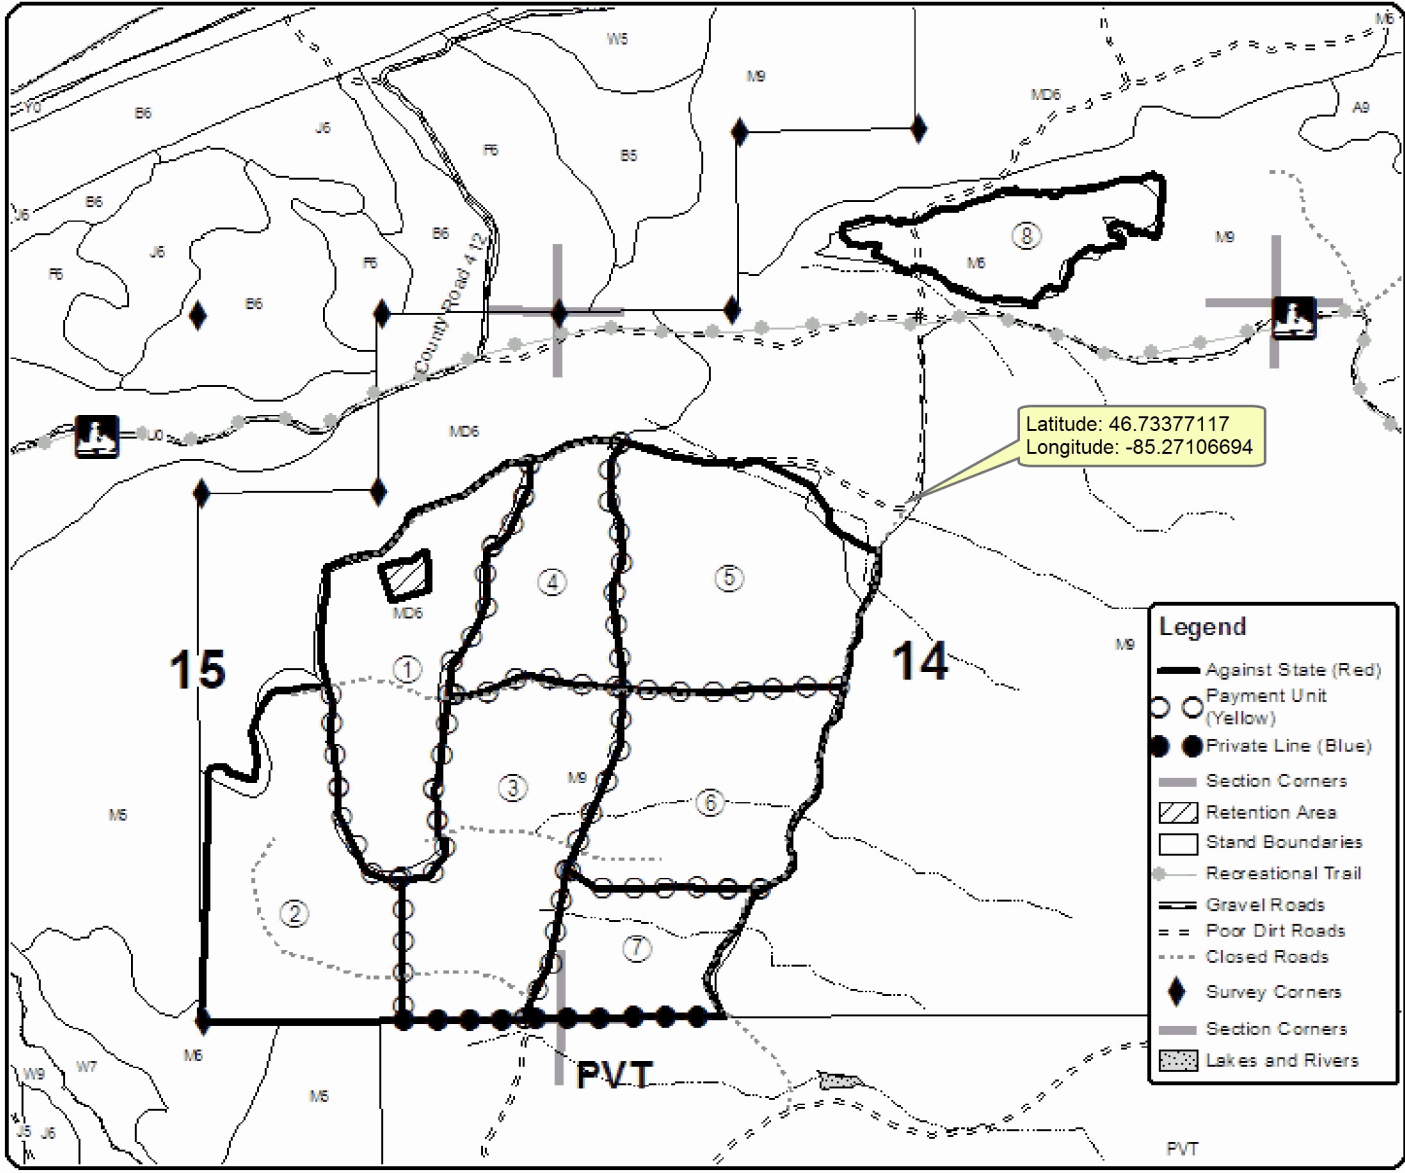 M6
W5
M9
Y0
B6
MD6
A9
J6
F6
B5
B6
J6
B6
J6
8
M9
F6
F6
M6
B6
County Road 412
Latitude: 46.73377117
Longitude: -85.27106694
U0
MD6
4
5
MD6
15
14
M9
1
Legend
Against State (Red)
Payment Unit
(Yellow)
Private Line (Blue)
Section Corners
Retention Area
Stand Boundaries
Recreational Trail
Gravel Roads
Poor Dirt Roads
Closed Roads
Survey Corners
Section Corners
Lakes and Rivers
M9
3
6
M5
2
7
M6
W7
W9
PVT
M5
J5
J6
PVT